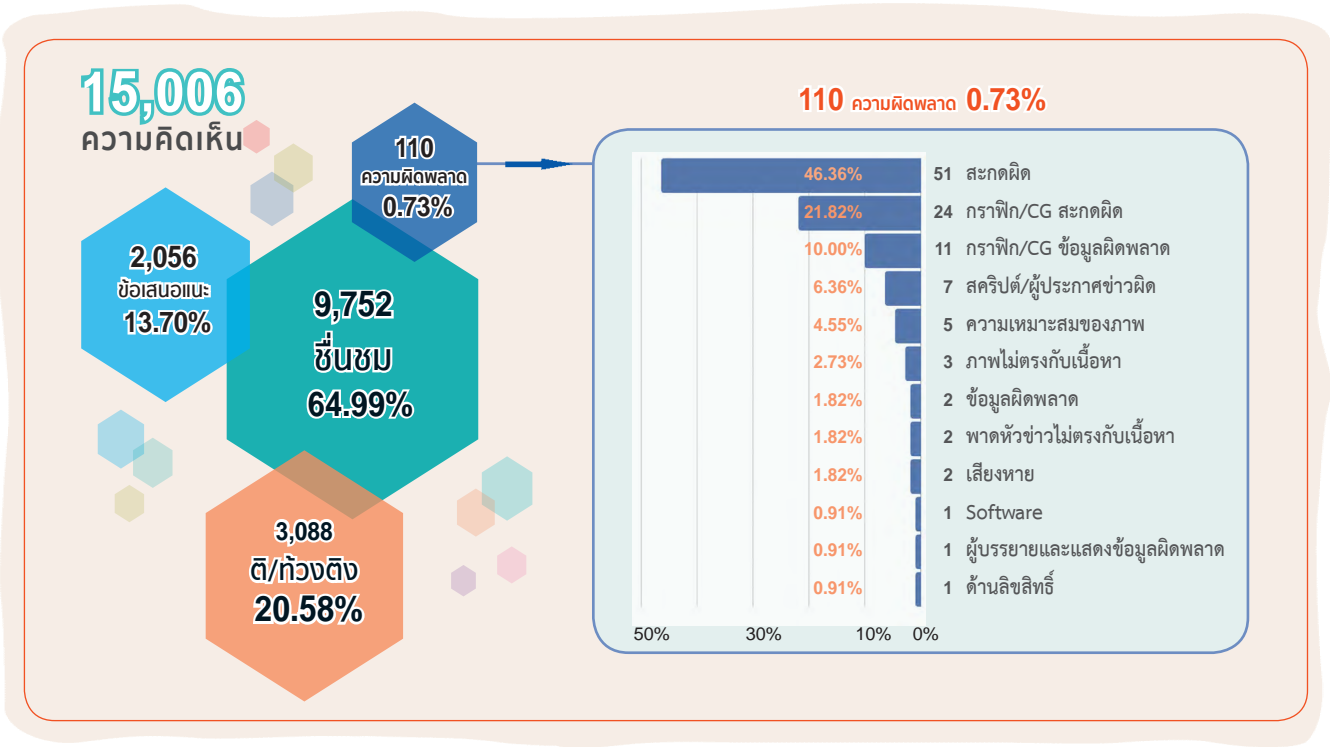 15,006
ความคิดเห็น
110
ความผิดพลาด
0.73%
2,056
ข้อเสนอแนะ
13.70%
9,752
ชื่นชม
64.99%
3,088
ติ/ท้วงติง
20.58%
110 ความผิดพลาด 0.73%
46.36% 51 สะกดผิด
21.82% 24 กราฟิก/CG สะกดผิด
10.00% 11 กราฟิก/CG ข้อมูลผิดพลาด
6.36% 7 สคริปต์/ผู้ประกาศข่าวผิด
4.55% 5 ความเหมาะสมของภาพ
2.73% 3 ภาพไม่ตรงกับเนื้อหา
1.82% 2 ข้อมูลผิดพลาด
1.82% 2 พาดหัวข่าวไม่ตรงกับเนื้อหา
1.82% 2 เสียงหาย
0.91% 1 Software
0.91% 1 ผู้บรรยายและแสดงข้อมูลผิดพลาด
0.91% 1 ด้านลิขสิทธิ์
50% 30% 10% 0%